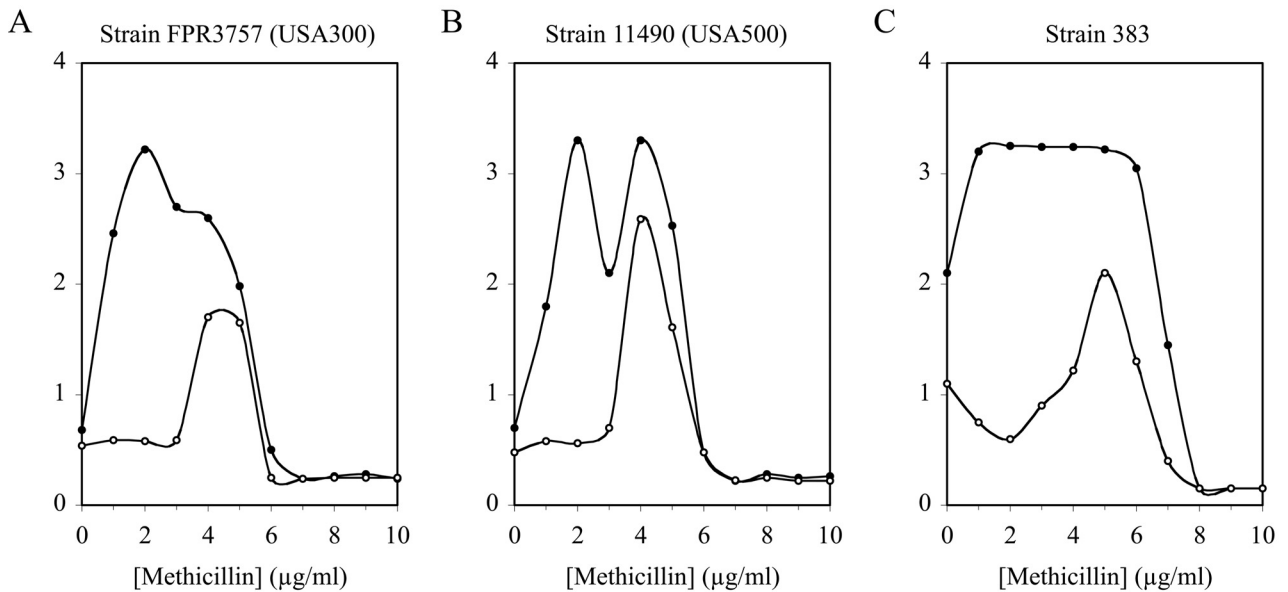 A
Strain FPR3757 (USA300)
4
3
2
1
0
0 2 4 6 8 10
[Methicillin] (µg/ml)
B
Strain 11490 (USA500)
4
3
2
1
0
0 2 4 6 8 10
[Methicillin] (µg/ml)
C
Strain 383
4
3
2
1
0
0 2 4 6 8 10
[Methicillin] (µg/ml)